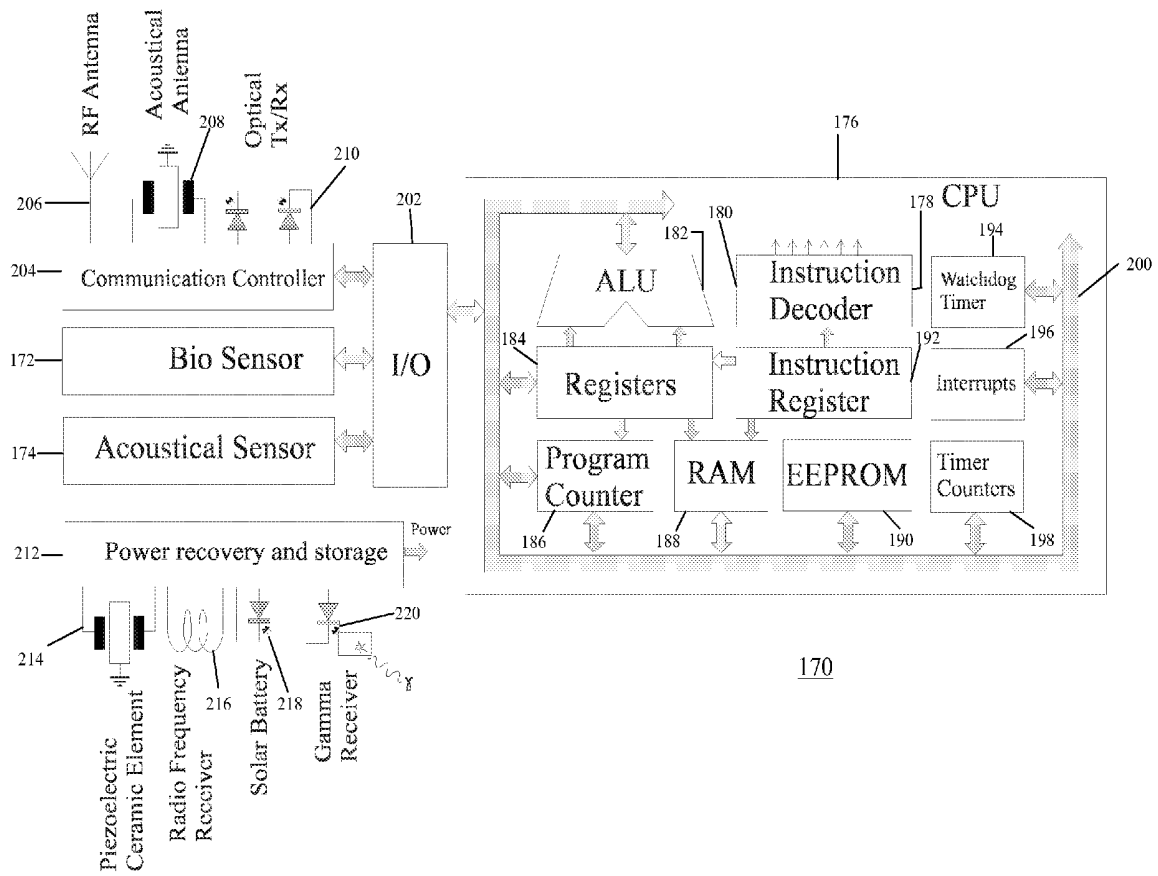 RF Antenna
Acoustical
Antenna
Optical
Tx/Rx
206
208
210
204
Communication Controller
172
Bio Sensor
174
Acoustical Sensor
202
I/O
212
Power recovery and storage
Power
214
216
218
220
γ
Piezoelectric
Ceramic Element
Radio Frequency
Receiver
Solar Battery
Gamma
Receiver
176
CPU
180
182
178
194
200
ALU
Instruction
Decoder
Watchdog
Timer
184
192
196
Registers
Instruction
Register
Interrupts
Program
Counter
RAM
EEPROM
Timer
Counters
186
188
190
198
170